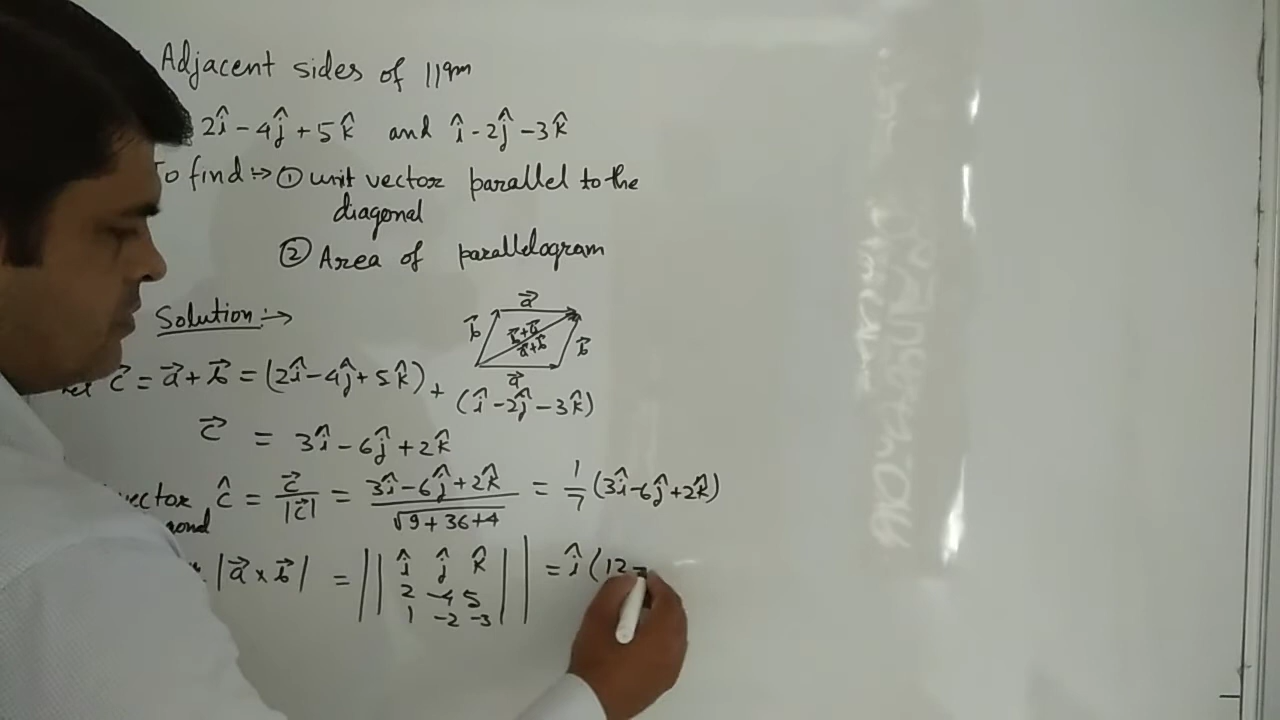 Adjacent sides of ||gm
2î - 4ĵ + 5k̂ and î - 2ĵ - 3k̂
To find :→ ① unit vector parallel to the
diagonal
② Area of parallelogram
Solution :→
a⃗
b⃗
b⃗+a⃗
a⃗+b⃗
b⃗
a⃗
c⃗ = a⃗ + b⃗ = (2î - 4ĵ + 5k̂) +
(î - 2ĵ - 3k̂)
c⃗ = 3î - 6ĵ + 2k̂
vector ĉ = c⃗/|c⃗| = (3î - 6ĵ + 2k̂)/√(9 + 36 + 4) = 1/7 (3î - 6ĵ + 2k̂)
|a⃗ × b⃗| = || î ĵ k̂ || = î (12 -
2 -4 5
1 -2 -3